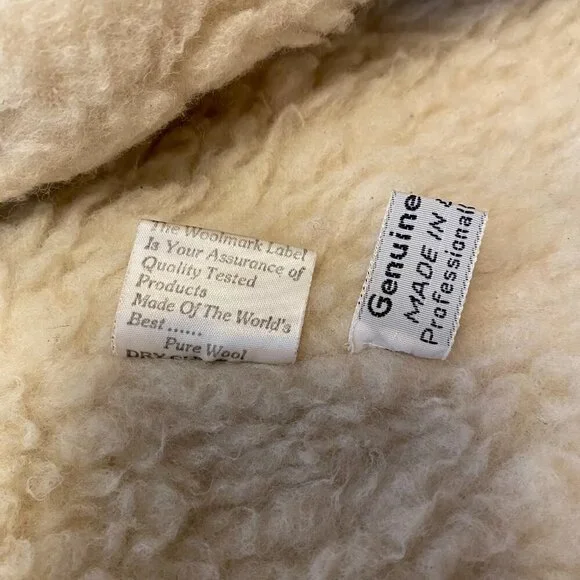 The Woolmark Label
Is Your Assurance of
Quality Tested
Products
Made Of The World's
Best......
Pure Wool
DRY
Genuine
MADE IN
Professional